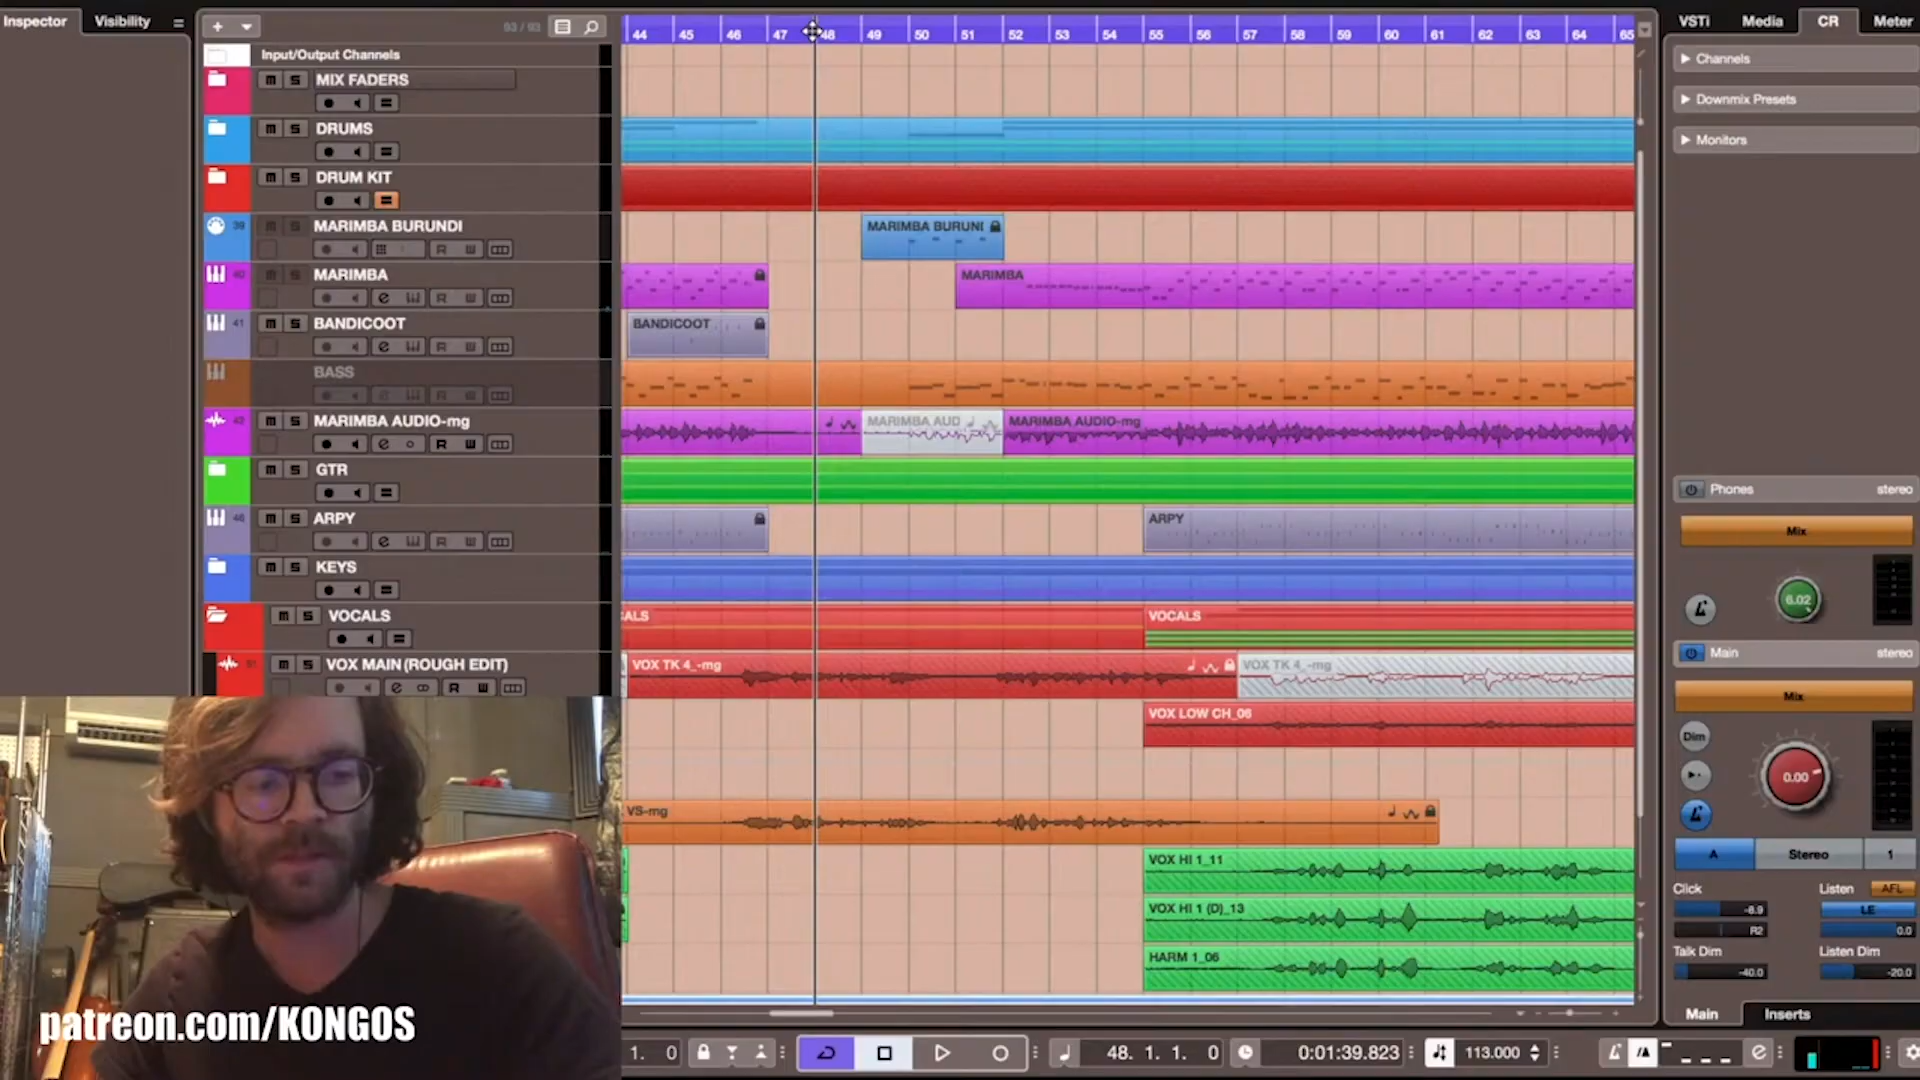 Inspector Visibility
93 / 93
44 45 46 47 48 49 50 51 52 53 54 55 56 57 58 59 60 61 62 63 64 65
VSTi Media CR Meter
Input/Output Channels
Channels
m S MIX FADERS
Downmix Presets
m S DRUMS
Monitors
m S DRUM KIT
39 m S MARIMBA BURUNDI
MARIMBA BURUNI
R W
40 m S MARIMBA
MARIMBA
e R W
41 m S BANDICOOT
BANDICOOT
e R W
BASS
e R W
42 m S MARIMBA AUDIO-mg
MARIMBA AUD
MARIMBA AUDIO-mg
e R W
m S GTR
Phones stereo
Mix
46 m S ARPY
ARPY
e R W
m S KEYS
6.02
m S VOCALS
CALS
VOCALS
Main stereo
51 m S VOX MAIN (ROUGH EDIT)
VOX TK 4_-mg
VOX TK 4_-mg
e R W
Mix
VOX LOW CH_06
Dim
0.00
VS-mg
A Stereo 1
VOX HI 1_11
Click Listen AFL
-8.9 LE
VOX HI 1 (D)_13
R2 0.0
HARM 1_06
Talk Dim Listen Dim
-40.0 -20.0
patreon.com/KONGOS
Main Inserts
1. 0
48. 1. 1. 0
0:01:39.823
113.000
e